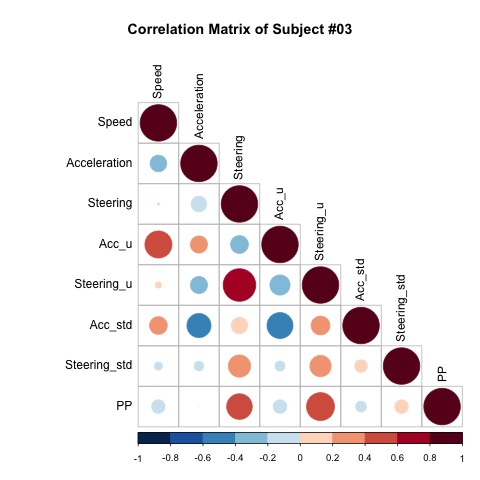 Correlation Matrix of Subject #03
Speed
Acceleration
Steering
Acc_u
Steering_u
Acc_std
Steering_std
PP
Speed
Acceleration
Steering
Acc_u
Steering_u
Acc_std
Steering_std
PP
-1 -0.8 -0.6 -0.4 -0.2 0 0.2 0.4 0.6 0.8 1